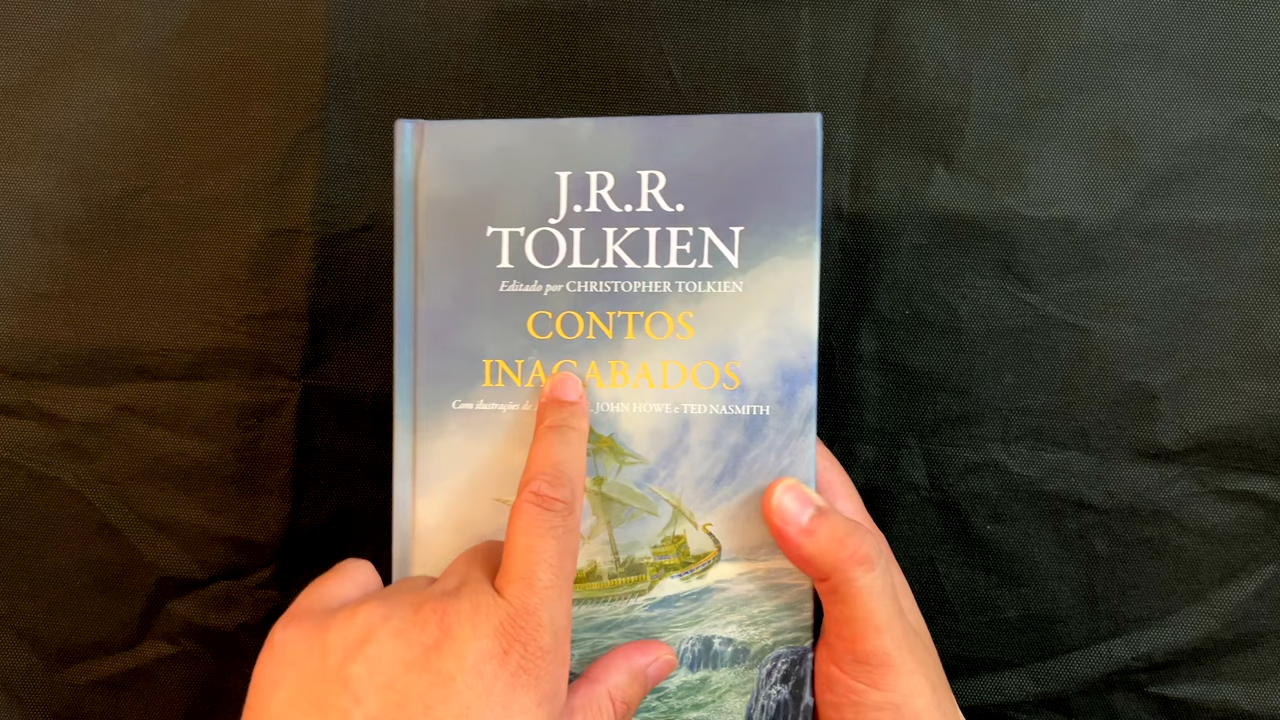 J.R.R.
TOLKIEN
Editado por CHRISTOPHER TOLKIEN
CONTOS
INACABADOS
Com ilustrações de JOHN HOWE e TED NASMITH